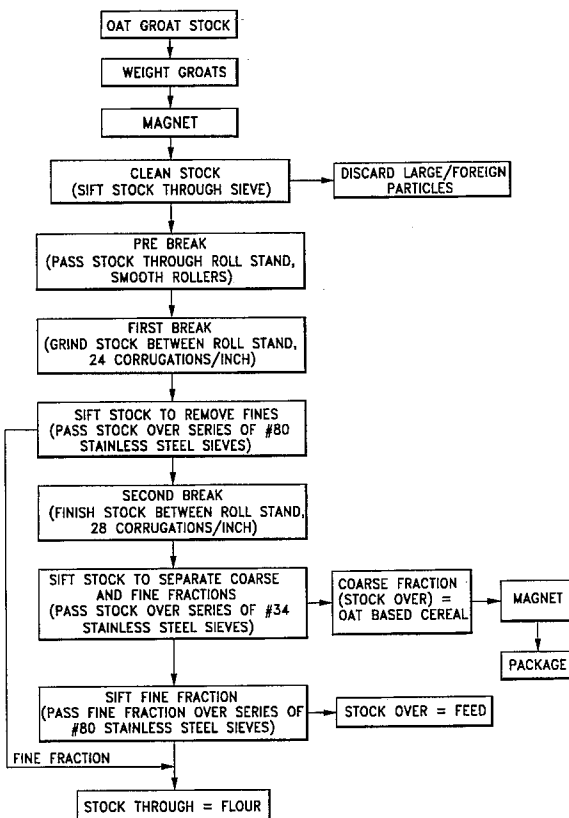 OAT GROAT STOCK
WEIGHT GROATS
MAGNET
CLEAN STOCK
(SIFT STOCK THROUGH SIEVE)
DISCARD LARGE/FOREIGN
PARTICLES
PRE BREAK
(PASS STOCK THROUGH ROLL STAND,
SMOOTH ROLLERS)
FIRST BREAK
(GRIND STOCK BETWEEN ROLL STAND,
24 CORRUGATIONS/INCH)
SIFT STOCK TO REMOVE FINES
(PASS STOCK OVER SERIES OF #80
STAINLESS STEEL SIEVES)
SECOND BREAK
(FINISH STOCK BETWEEN ROLL STAND,
28 CORRUGATIONS/INCH)
SIFT STOCK TO SEPARATE COARSE
AND FINE FRACTIONS
(PASS STOCK OVER SERIES OF #34
STAINLESS STEEL SIEVES)
COARSE FRACTION
(STOCK OVER) =
OAT BASED CEREAL
MAGNET
PACKAGE
SIFT FINE FRACTION
(PASS FINE FRACTION OVER SERIES OF
#80 STAINLESS STEEL SIEVES)
STOCK OVER = FEED
FINE FRACTION
STOCK THROUGH = FLOUR